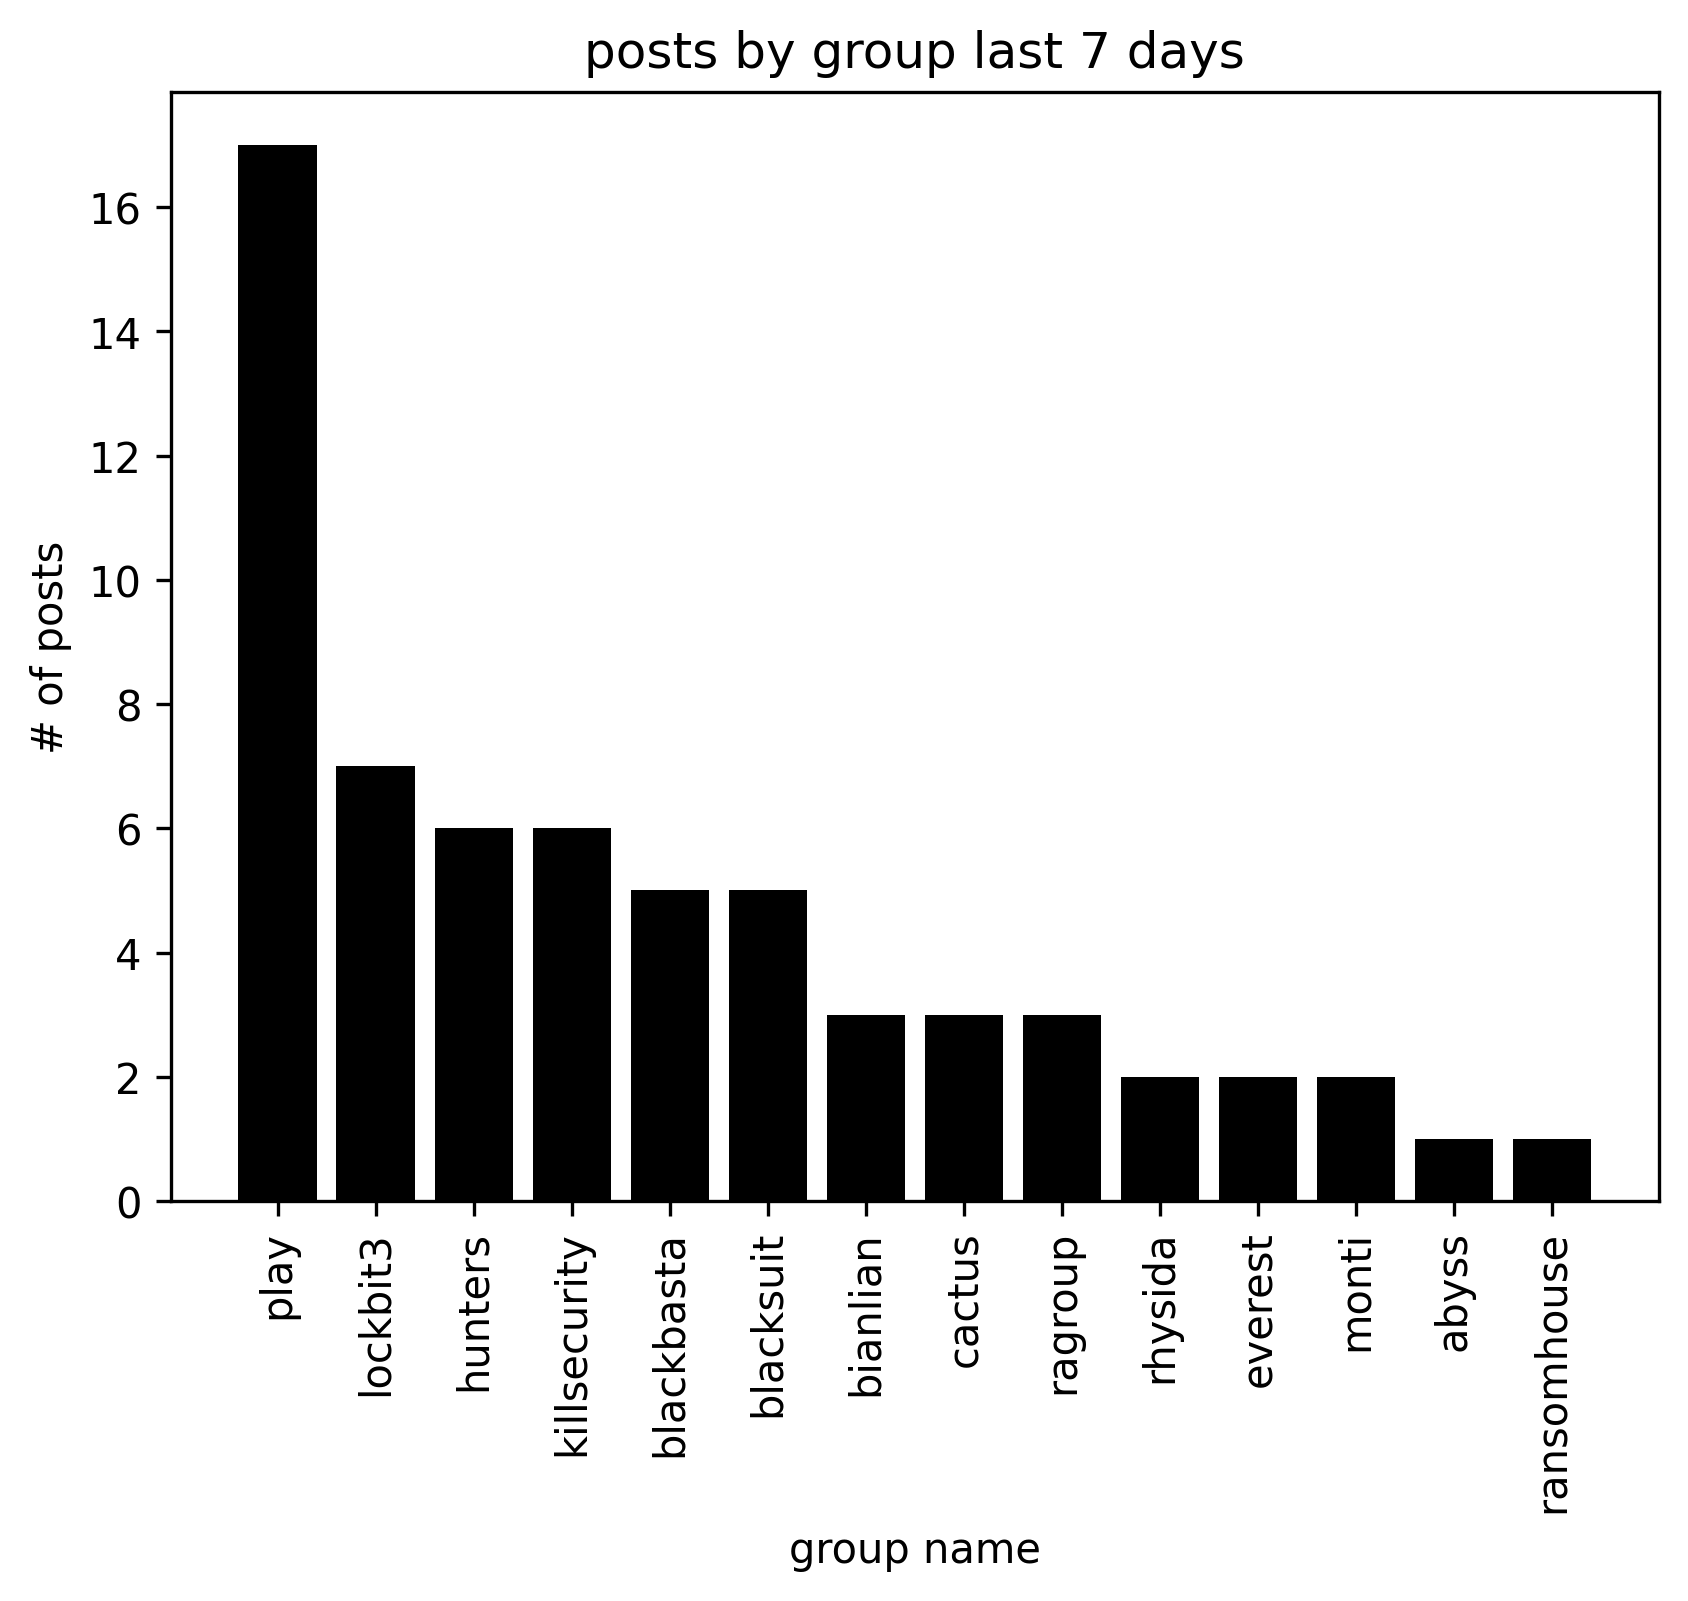 posts by group last 7 days
# of posts
16
14
12
10
8
6
4
2
0
play
lockbit3
hunters
killsecurity
blackbasta
blacksuit
bianlian
cactus
ragroup
rhysida
everest
monti
abyss
ransomhouse
group name